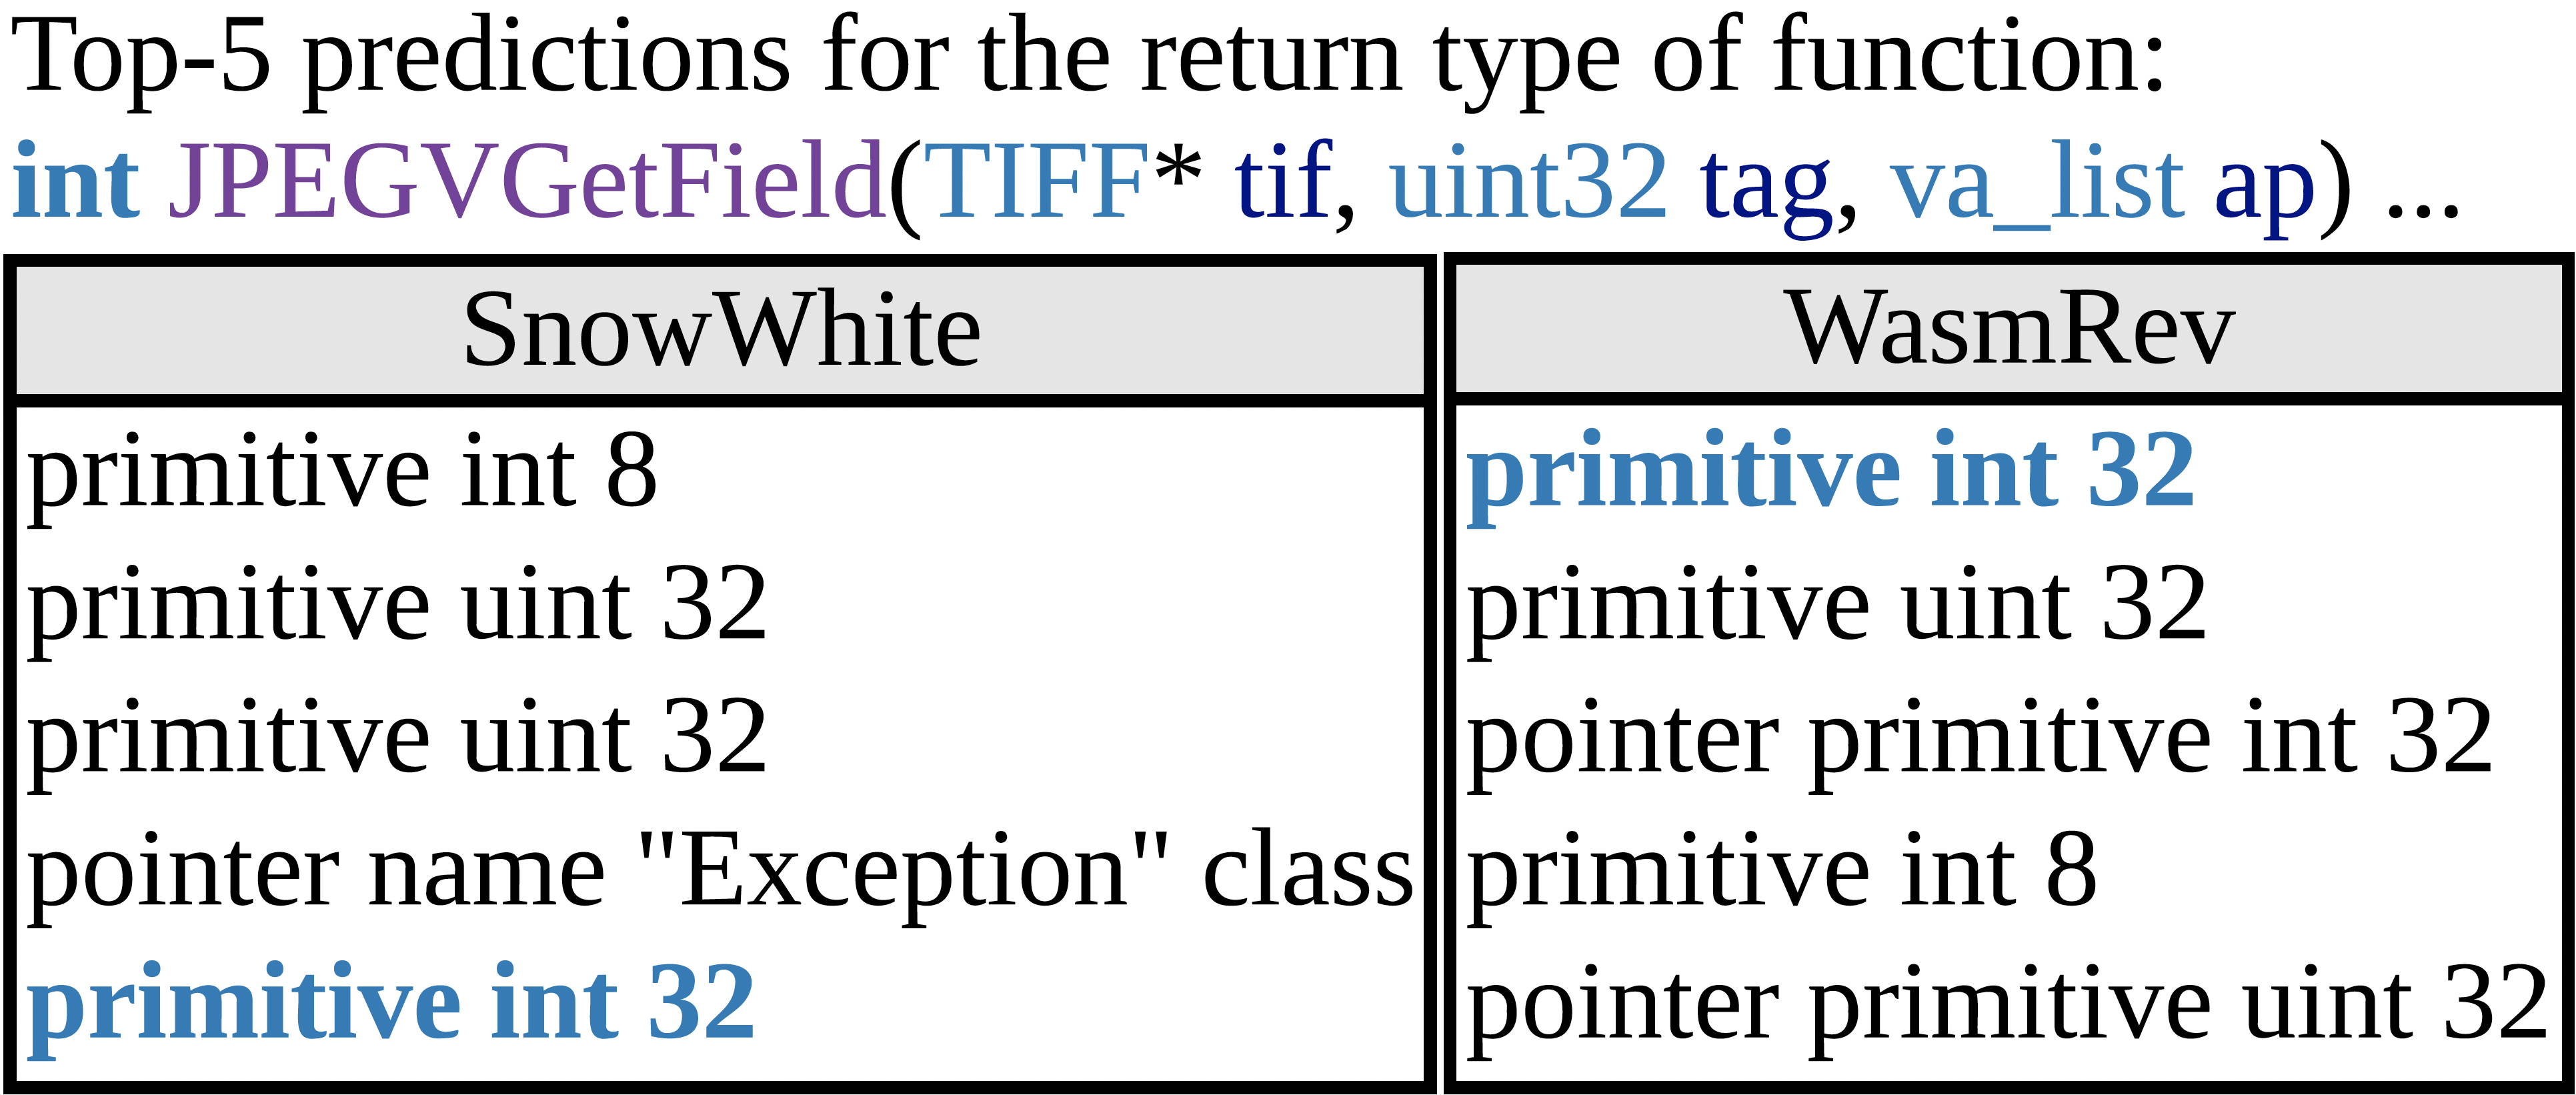 Top-5 predictions for the return type of function:
int JPEGVGetField(TIFF* tif, uint32 tag, va_list ap) ...
SnowWhite
primitive int 8
primitive uint 32
primitive uint 32
pointer name "Exception" class
primitive int 32
WasmRev
primitive int 32
primitive uint 32
pointer primitive int 32
primitive int 8
pointer primitive uint 32